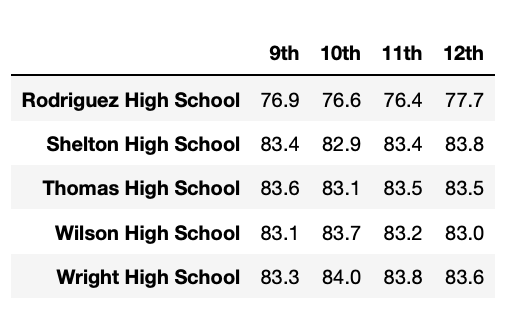 9th 10th 11th 12th
Rodriguez High School 76.9 76.6 76.4 77.7
Shelton High School 83.4 82.9 83.4 83.8
Thomas High School 83.6 83.1 83.5 83.5
Wilson High School 83.1 83.7 83.2 83.0
Wright High School 83.3 84.0 83.8 83.6